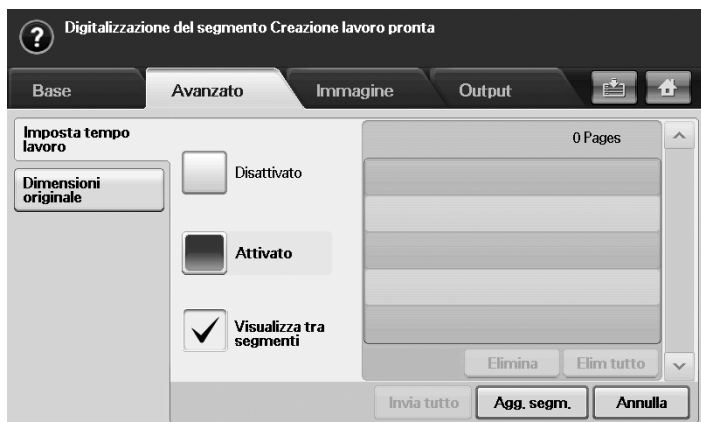 Digitalizzazione del segmento Creazione lavoro pronta
Base
Avanzato
Immagine
Output
Imposta tempo
lavoro
Dimensioni
originale
Disattivato
Attivato
Visualizza tra
segmenti
0 Pages
Elimina
Elim tutto
Invia tutto
Agg. segm.
Annulla